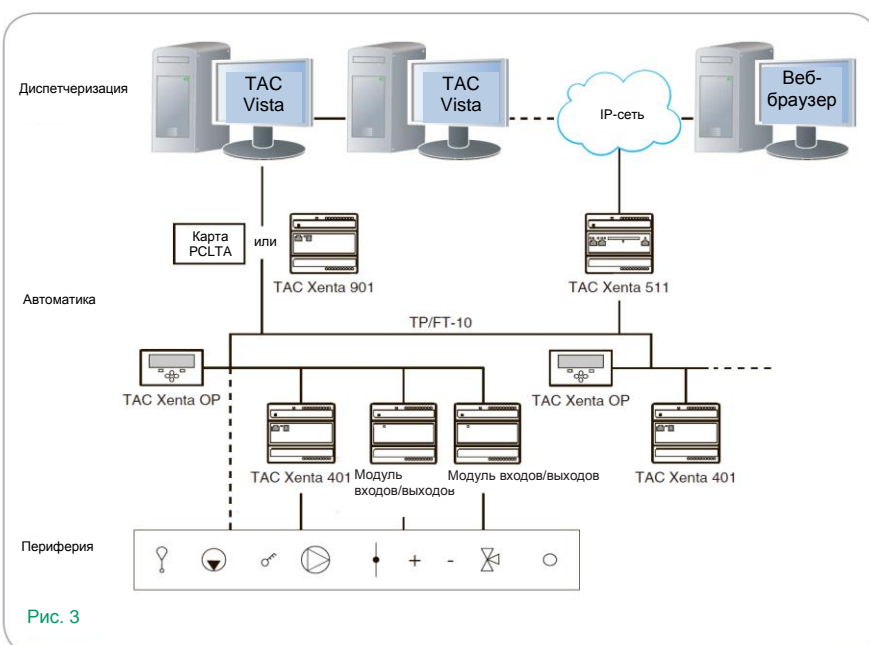 Диспетчеризация
TAC
Vista
TAC
Vista
IP-сеть
Веб-
браузер
Карта
PCLTA
или
TAC Xenta 901
TAC Xenta 511
Автоматика
TP/FT-10
TAC Xenta OP
TAC Xenta OP
TAC Xenta 401
Модуль
входов/выходов
Модуль входов/выходов
TAC Xenta 401
Периферия
+ -
Рис. 3